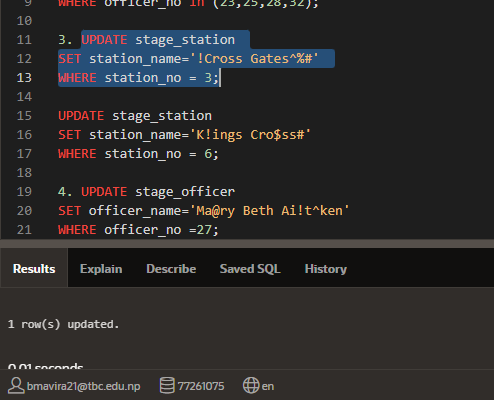 9 WHERE officer_no in (23,25,28,32);
10
11 3. UPDATE stage_station
12 SET station_name='!Cross Gates^%#'
13 WHERE station_no = 3;
14
15 UPDATE stage_station
16 SET station_name='K!ings Cro$ss#'
17 WHERE station_no = 6;
18
19 4. UPDATE stage_officer
20 SET officer_name='Ma@ry Beth Ai!t^ken'
21 WHERE officer_no =27;
Results Explain Describe Saved SQL History
1 row(s) updated.
0.01 seconds
bmavira21@tbc.edu.np 77261075 en